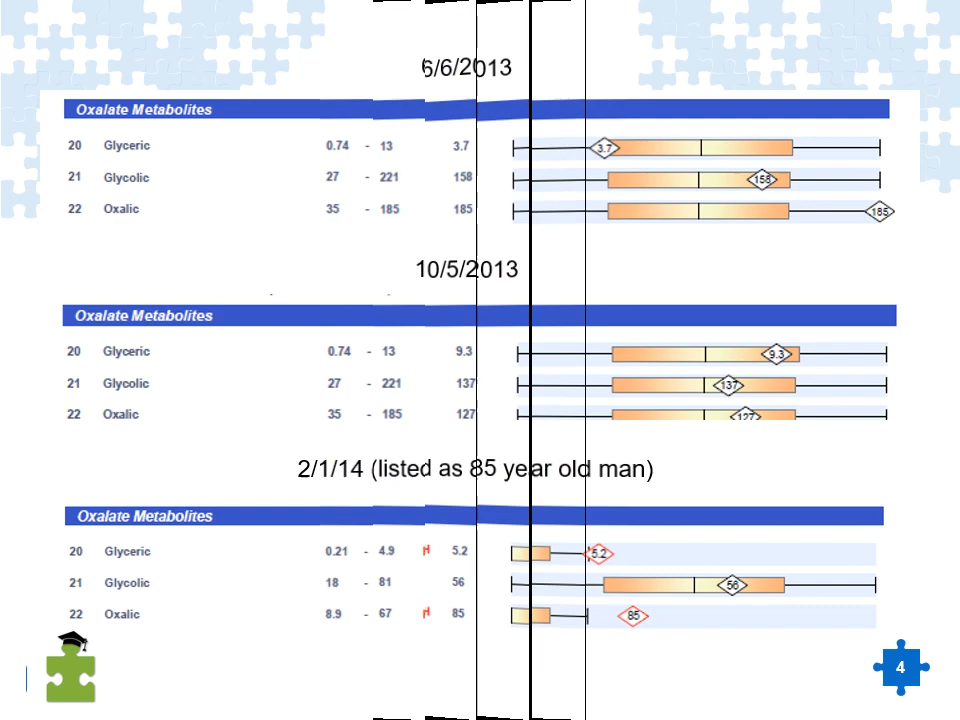 6/6/2013
Oxalate Metabolites
20 Glyceric 0.74 - 13 3.7 3.7
21 Glycolic 27 - 221 158 158
22 Oxalic 35 - 185 185 185
10/5/2013
Oxalate Metabolites
20 Glyceric 0.74 - 13 9.3 9.3
21 Glycolic 27 - 221 137 137
22 Oxalic 35 - 185 127 127
2/1/14 (listed as 85 year old man)
Oxalate Metabolites
20 Glyceric 0.21 - 4.9 H 5.2 5.2
21 Glycolic 18 - 81 56 56
22 Oxalic 8.9 - 67 H 85 85
4